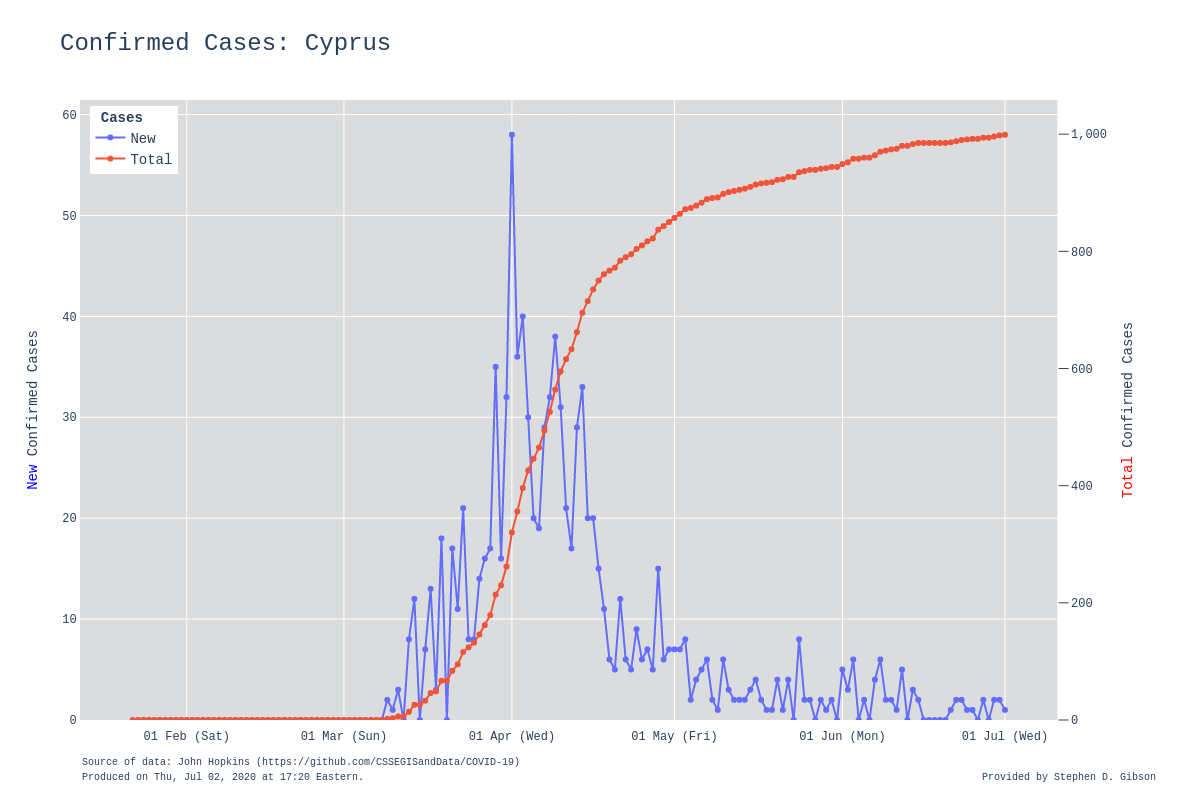 Confirmed Cases: Cyprus
Cases
New
Total
60
50
40
30
20
10
0
1,000
800
600
400
200
0
New Confirmed Cases
Total Confirmed Cases
01 Feb (Sat)
01 Mar (Sun)
01 Apr (Wed)
01 May (Fri)
01 Jun (Mon)
01 Jul (Wed)
Source of data: John Hopkins (https://github.com/CSSEGISandData/COVID-19)
Produced on Thu, Jul 02, 2020 at 17:20 Eastern.
Provided by Stephen D. Gibson